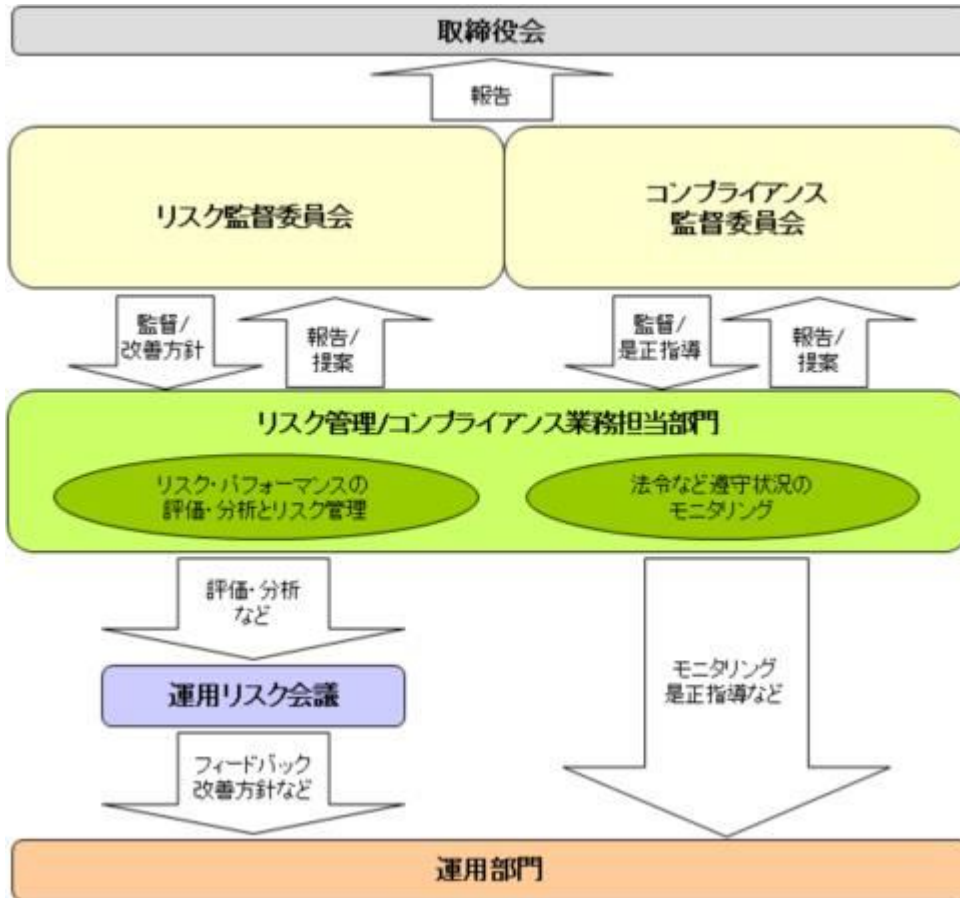 取締役会
報告
リスク監督委員会
コンプライアンス
監督委員会
監督/
改善方針
報告/
提案
監督/
是正指導
報告/
提案
リスク管理/コンプライアンス業務担当部門
リスク・パフォーマンスの
評価・分析とリスク管理
法令など遵守状況の
モニタリング
評価・分析
など
運用リスク会議
フィードバック
改善方針など
モニタリング
是正指導など
運用部門